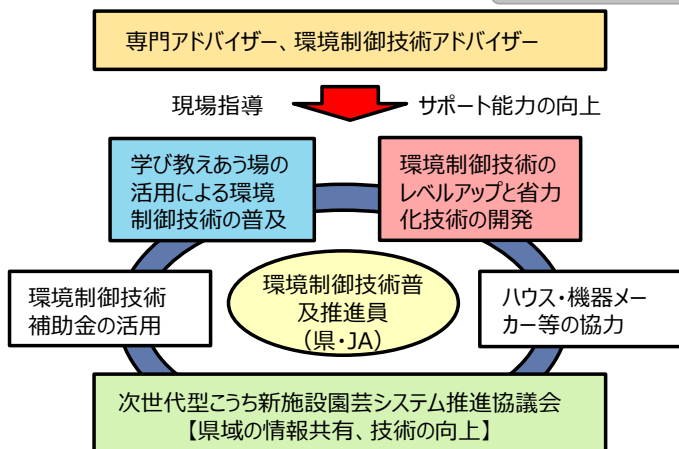 専門アドバイザー、環境制御技術アドバイザー
現場指導
サポート能力の向上
学び教えあう場の
活用による環境
制御技術の普及
環境制御技術の
レベルアップと省力
化技術の開発
環境制御技術
補助金の活用
環境制御技術普
及推進員
（県・JA）
ハウス・機器メー
カー等の協力
次世代型こうち新施設園芸システム推進協議会
【県域の情報共有、技術の向上】